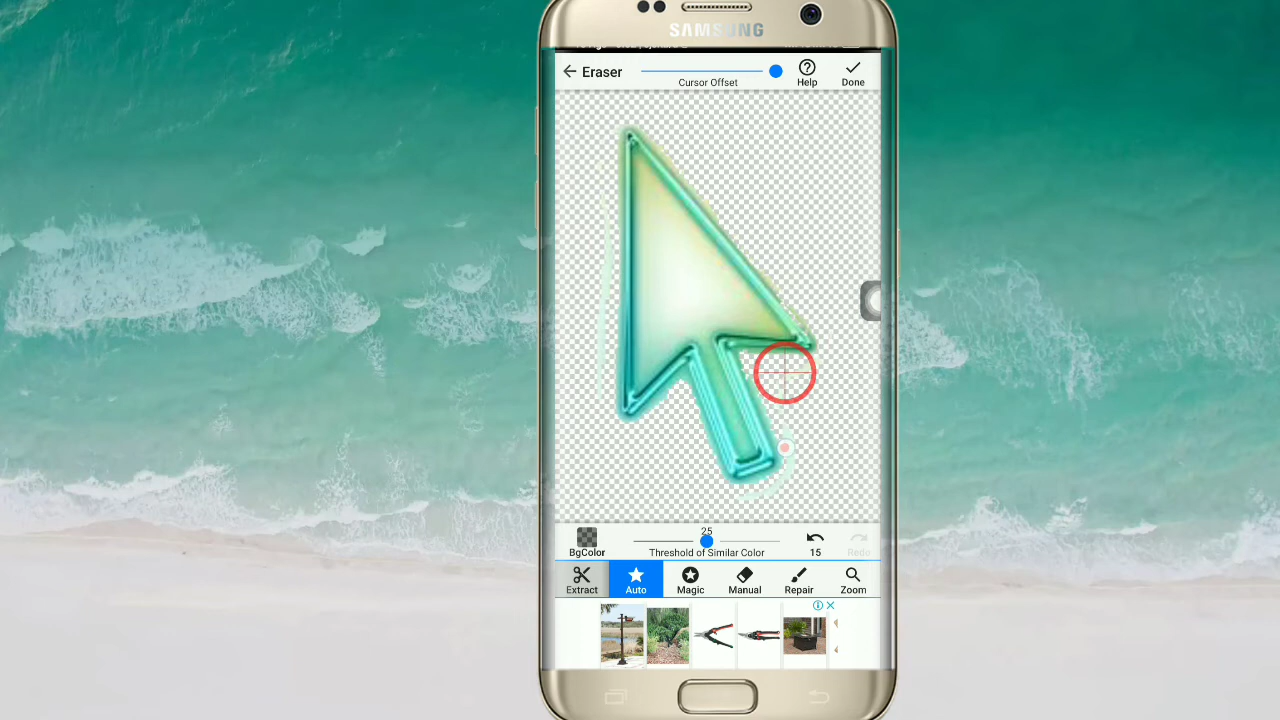 SAMSUNG
Eraser
Cursor Offset
Help
Done
25
BgColor
Threshold of Similar Color
15
Redo
Extract
Auto
Magic
Manual
Repair
Zoom